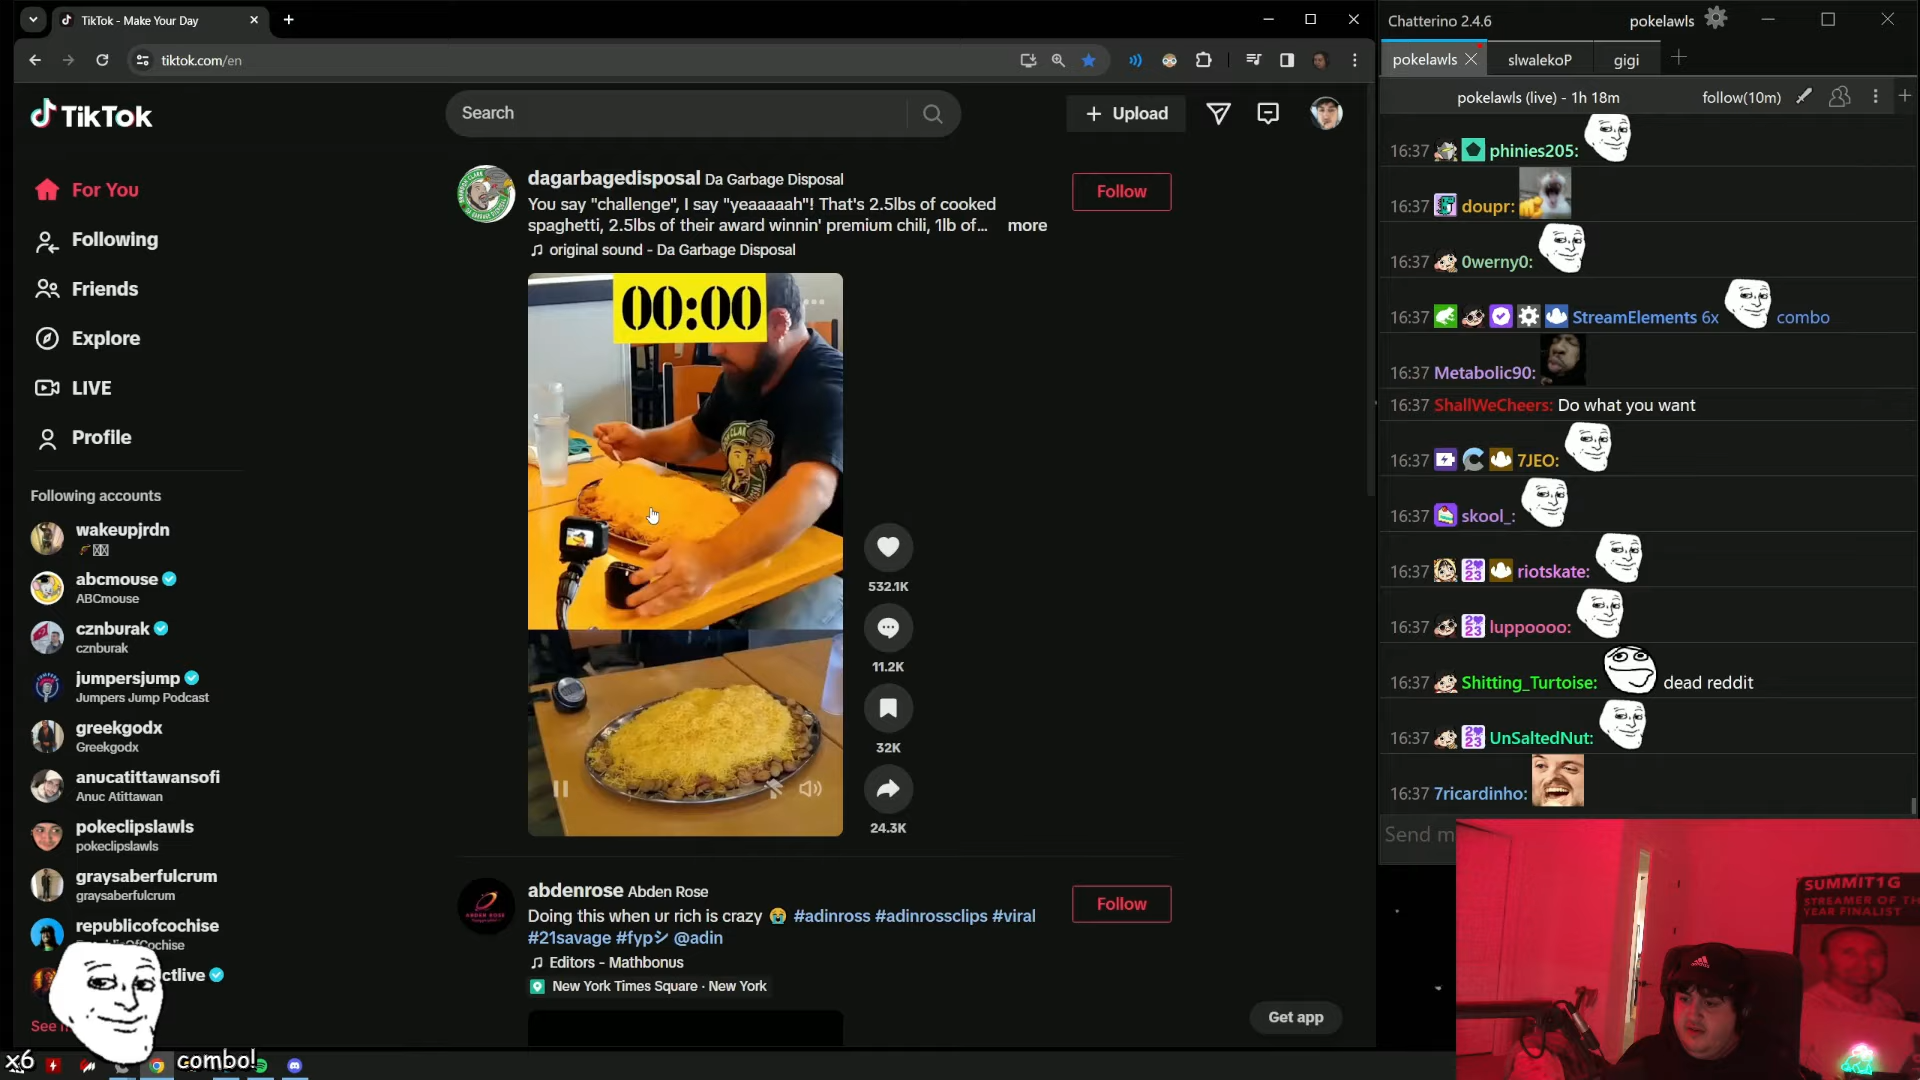 TikTok - Make Your Day
tiktok.com/en
TikTok
Search
Upload
For You
Following
Friends
Explore
LIVE
Profile
Following accounts
wakeupjrdn
abcmouse
ABCmouse
cznburak
cznburak
jumpersjump
Jumpers Jump Podcast
greekgodx
Greekgodx
anucatittawansofi
Anuc Atittawan
pokeclipslawls
pokeclipslawls
graysaberfulcrum
graysaberfulcrum
republicofcochise
ctlive
x6 combo!
dagarbagedisposal Da Garbage Disposal
Follow
You say "challenge", I say "yeaaaaah"! That's 2.5lbs of cooked
spaghetti, 2.5lbs of their award winnin' premium chili, 1lb of... more
♫ original sound - Da Garbage Disposal
00:00
532.1K
11.2K
32K
24.3K
abdenrose Abden Rose
Follow
Doing this when ur rich is crazy 😭 #adinross #adinrossclips #viral
#21savage #fypシ @adin
♫ Editors - Mathbonus
New York Times Square · New York
Get app
Chatterino 2.4.6
pokelawls
pokelawls
slwalekoP
gigi
pokelawls (live) - 1h 18m
follow(10m)
16:37 phinies205:
16:37 doupr:
16:37 0werny0:
16:37 StreamElements 6x combo
16:37 Metabolic90:
16:37 ShallWeCheers: Do what you want
16:37 7JEO:
16:37 skool_:
16:37 riotskate:
16:37 luppoooo:
16:37 Shitting_Turtoise: dead reddit
16:37 UnSaltedNut:
16:37 7ricardinho:
Send m
SUMMIT1G
STREAMER OF THE
YEAR FINALIST